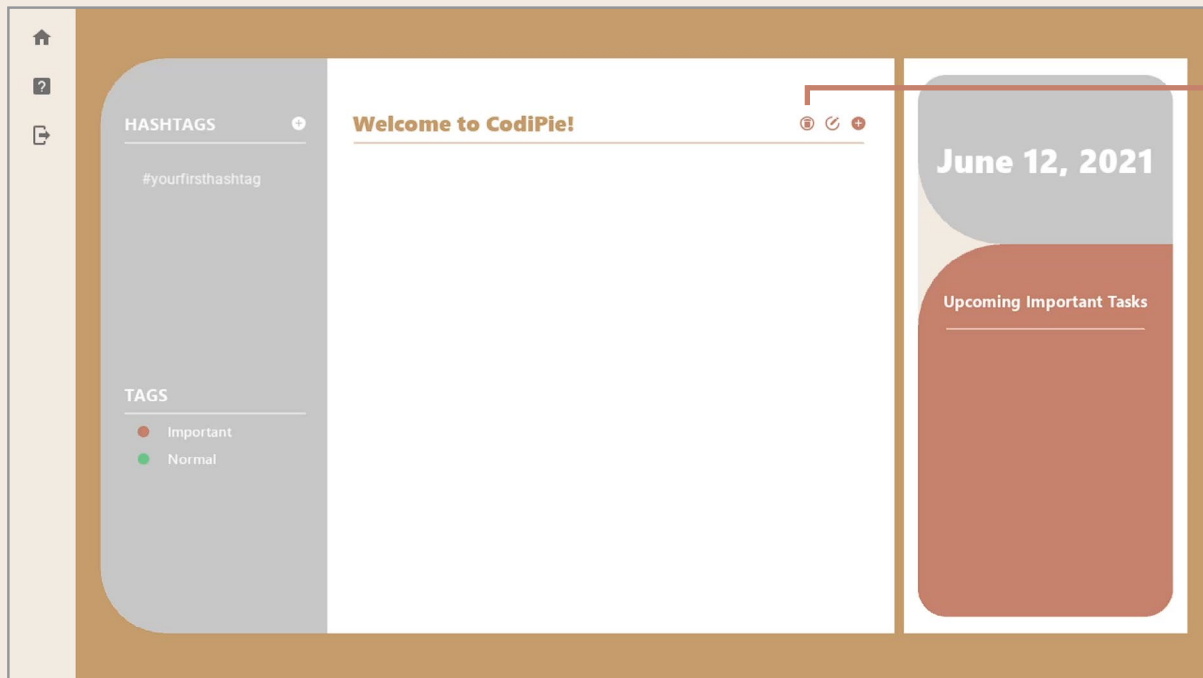 HASHTAGS
#yourfirsthashtag
TAGS
Important
Normal
Welcome to CodiPie!
June 12, 2021
Upcoming Important Tasks